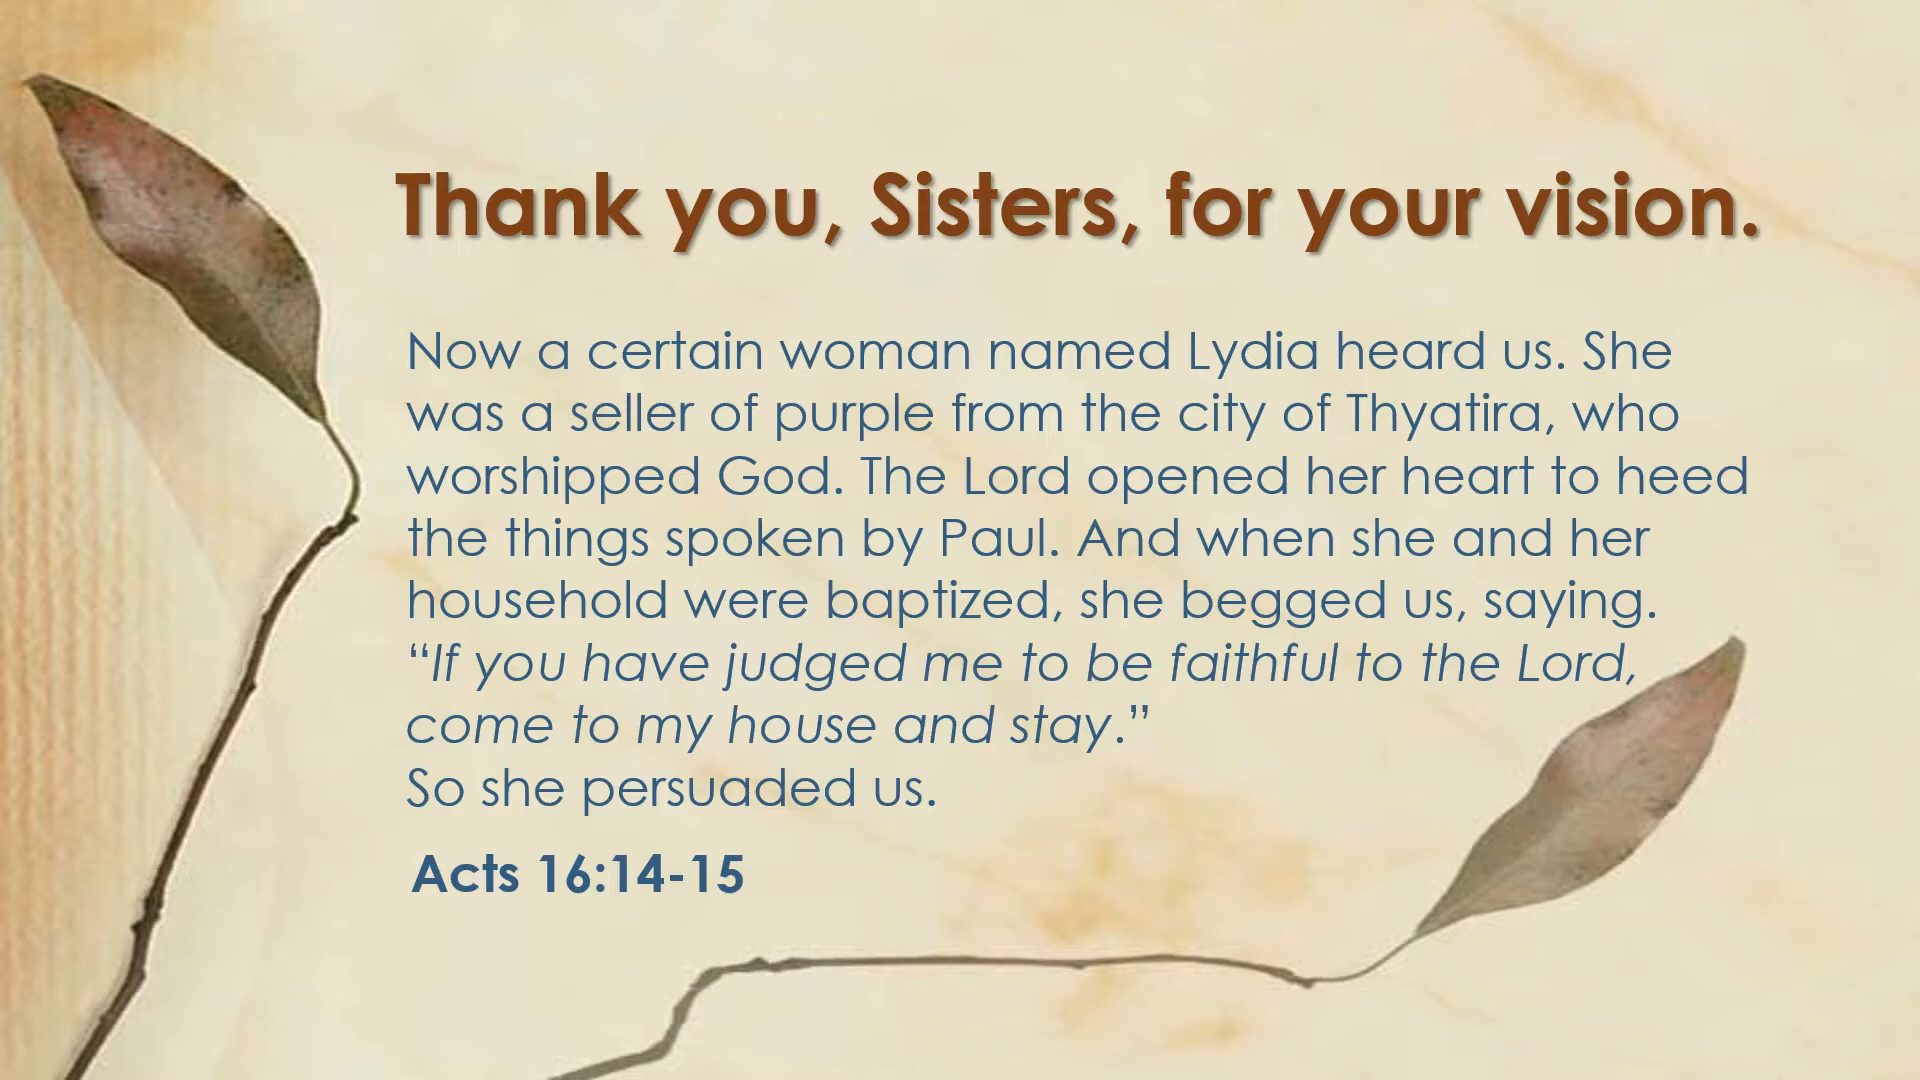 Thank you, Sisters, for your vision.
Now a certain woman named Lydia heard us. She
was a seller of purple from the city of Thyatira, who
worshipped God. The Lord opened her heart to heed
the things spoken by Paul. And when she and her
household were baptized, she begged us, saying.
“If you have judged me to be faithful to the Lord,
come to my house and stay.”
So she persuaded us.
Acts 16:14-15